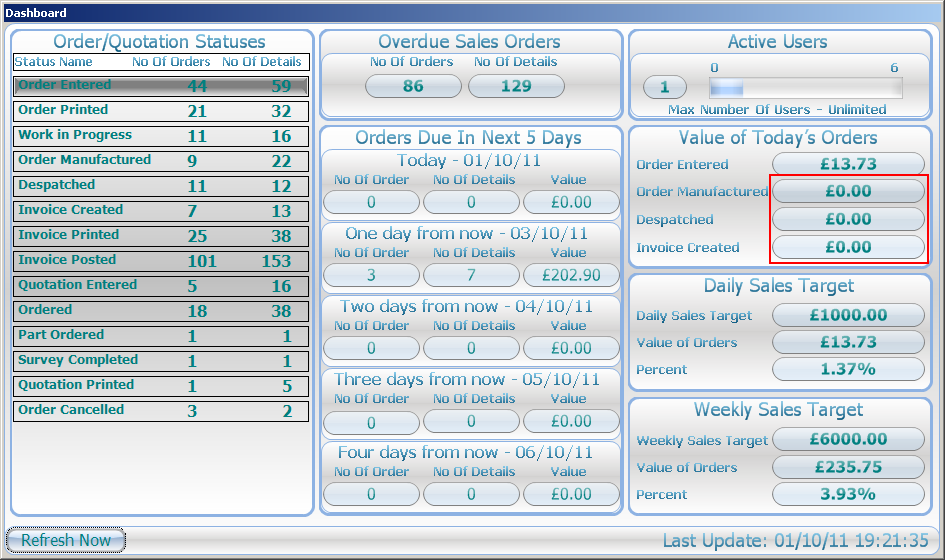 Dashboard
Order/Quotation Statuses
Status Name No Of Orders No Of Details
Order Entered 44 59
Order Printed 21 32
Work in Progress 11 16
Order Manufactured 9 22
Despatched 11 12
Invoice Created 7 13
Invoice Printed 25 38
Invoice Posted 101 153
Quotation Entered 5 16
Ordered 18 38
Part Ordered 1 1
Survey Completed 1 1
Quotation Printed 1 5
Order Cancelled 3 2
Overdue Sales Orders
No Of Orders No Of Details
86 129
Orders Due In Next 5 Days
Today - 01/10/11
No Of Order No Of Details Value
0 0 £0.00
One day from now - 03/10/11
No Of Order No Of Details Value
3 7 £202.90
Two days from now - 04/10/11
No Of Order No Of Details Value
0 0 £0.00
Three days from now - 05/10/11
No Of Order No Of Details Value
0 0 £0.00
Four days from now - 06/10/11
No Of Order No Of Details Value
0 0 £0.00
Active Users
0 6
1
Max Number Of Users - Unlimited
Value of Today's Orders
Order Entered £13.73
Order Manufactured £0.00
Despatched £0.00
Invoice Created £0.00
Daily Sales Target
Daily Sales Target £1000.00
Value of Orders £13.73
Percent 1.37%
Weekly Sales Target
Weekly Sales Target £6000.00
Value of Orders £235.75
Percent 3.93%
Refresh Now
Last Update: 01/10/11 19:21:35